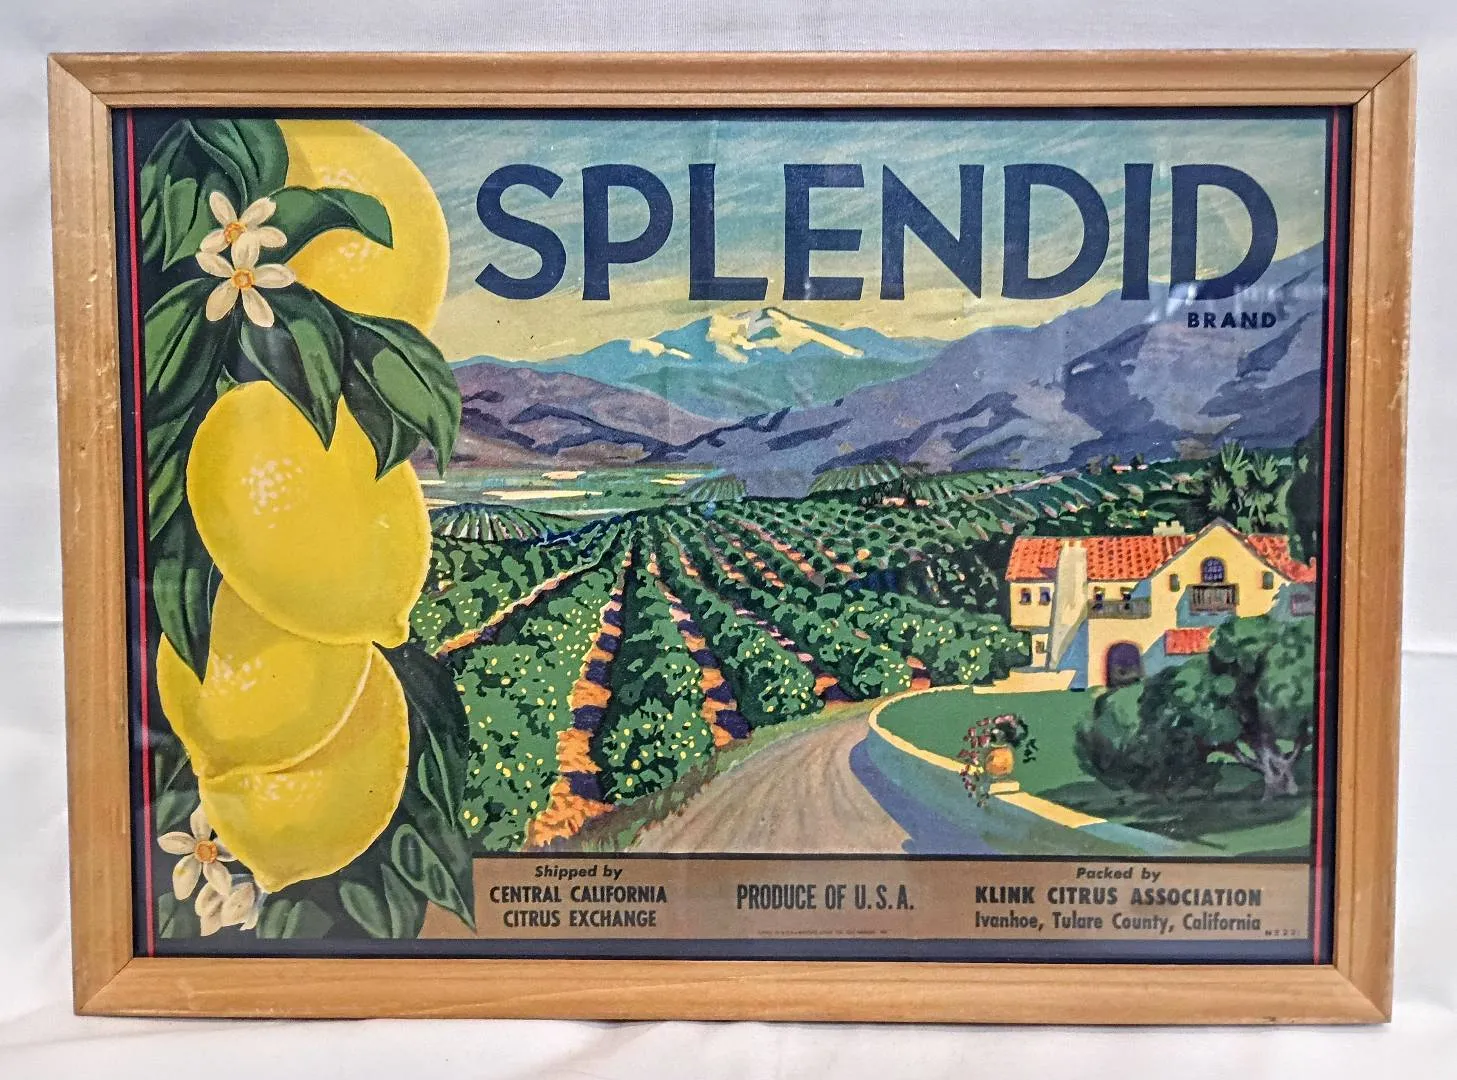 SPLENDID
BRAND
Shipped by
CENTRAL CALIFORNIA
CITRUS EXCHANGE
PRODUCE OF U.S.A.
Packed by
KLINK CITRUS ASSOCIATION
Ivanhoe, Tulare County, California